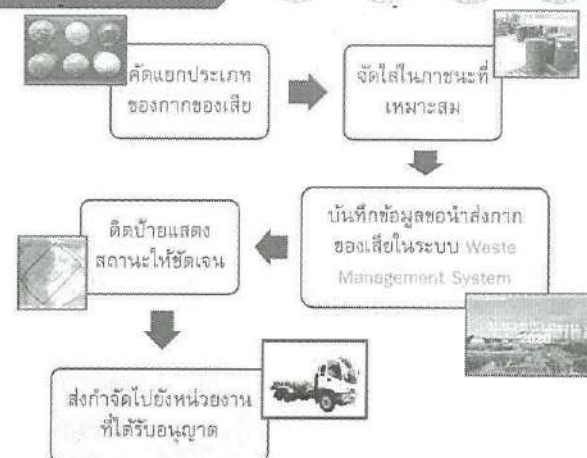 คัดแยกประเภท
ของกากของเสีย
จัดใส่ในภาชนะที่
เหมาะสม
บันทึกข้อมูลขอนำส่งกาก
ของเสียในระบบ Waste
Management System
2020
ติดป้ายแสดง
สถานะให้ชัดเจน
ส่งกำจัดไปยังหน่วยงาน
ที่ได้รับอนุญาต